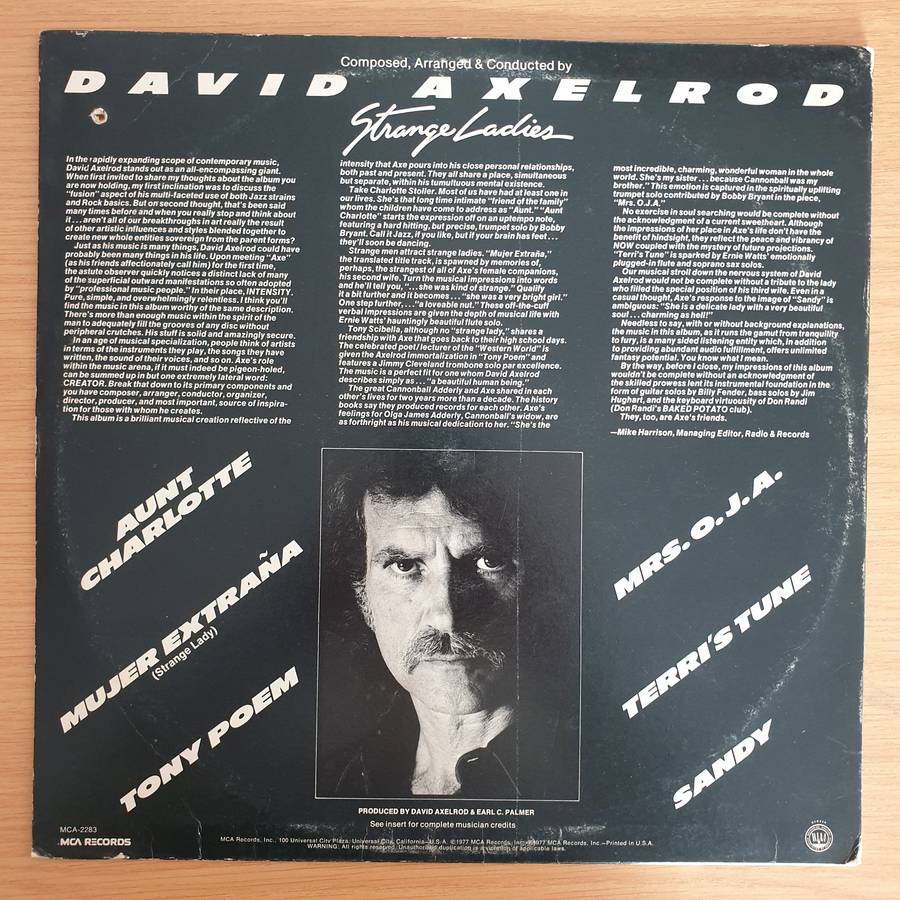 Composed, Arranged & Conducted by
DAVID AXELROD
Strange Ladies
In the rapidly expanding scope of contemporary music,
David Axelrod stands out as an all-encompassing giant.
When first invited to share my thoughts about the album you
are now holding, my first inclination was to discuss the
"fusion" aspect of his multi-faceted use of both Jazz strains
and Rock basics. But on second thought, that's been said
many times before and when you really stop and think about
it . . . aren't all of our breakthroughs in art really the result
of other artistic influences and styles blended together to
create new whole entities sovereign from the parent forms?
Just as his music is many things, David Axelrod could have
probably been many things in his life. Upon meeting "Axe"
(as his friends affectionately call him) for the first time,
the astute observer quickly notices a distinct lack of many
of the superficial outward manifestations so often adopted
by "professional music people." In their place, INTENSITY.
Pure, simple, and overwhelmingly relentless. I think you'll
find the music in this album worthy of the same description.
There's more than enough music within the spirit of the
man to adequately fill the grooves of any disc without
peripheral crutches. His stuff is solid and amazingly secure.
In an age of musical specialization, people think of artists
in terms of the instruments they play, the songs they have
written, the sound of their voices, and so on. Axe's role
within the music arena, if it must indeed be pigeon-holed,
can be summed up in but one extremely lateral word:
CREATOR. Break that down to its primary components and
you have composer, arranger, conductor, organizer,
director, producer, and most important, source of inspira-
tion for those with whom he creates.
This album is a brilliant musical creation reflective of the
intensity that Axe pours into his close personal relationships,
both past and present. They all share a place, simultaneous
but separate, within his tumultuous mental existence.
Take Charlotte Stoller. Most of us have had at least one in
our lives. She's that long time intimate "friend of the family"
whom the children have come to address as "Aunt." "Aunt
Charlotte" starts the expression off on an uptempo note,
featuring a hard hitting, but precise, trumpet solo by Bobby
Bryant. Call it Jazz, if you like, but if your brain has feet . . .
they'll soon be dancing.
Strange men attract strange ladies. "Mujer Extraña,"
the translated title track, is spawned by memories of,
perhaps, the strangest of all of Axe's female companions,
his second wife. Turn the musical impressions into words
and he'll tell you, ". . . she was kind of strange." Qualify
it a bit further and it becomes . . . "she was a very bright girl."
One step further, . . . "a loveable nut." These off-the-cuff
verbal impressions are given the depth of musical life with
Ernie Watts' hauntingly beautiful flute solo.
Tony Scibella, although no "strange lady," shares a
friendship with Axe that goes back to their high school days.
The celebrated poet / lecturer of the "Western World" is
given the Axelrod immortalization in "Tony Poem" and
features a Jimmy Cleveland trombone solo par excellence.
The music is a perfect fit for one whom David Axelrod
describes simply as . . . "a beautiful human being."
The great Cannonball Adderly and Axe shared in each
other's lives for two years more than a decade. The history
books say they produced records for each other. Axe's
feelings for Olga James Adderly, Cannonball's widow, are
as forthright as his musical dedication to her. "She's the
most incredible, charming, wonderful woman in the whole
world. She's my sister . . . because Cannonball was my
brother." This emotion is captured in the spiritually uplifting
trumpet solo contributed by Bobby Bryant in the piece,
"Mrs. O.J.A."
No exercise in soul searching would be complete without
the acknowledgment of a current sweetheart. Although
the impressions of her place in Axe's life don't have the
benefit of hindsight, they reflect the peace and vibrancy of
NOW coupled with the mystery of future projections.
"Terri's Tune" is sparked by Ernie Watts' emotionally
plugged-in flute and soprano sax solos.
Our musical stroll down the nervous system of David
Axelrod would not be complete without a tribute to the lady
who filled the special position of his third wife. Even in a
casual thought, Axe's response to the image of "Sandy" is
ambiguous: "She is a delicate lady with a very beautiful
soul . . . charming as hell!"
Needless to say, with or without background explanations,
the music in this album, as it runs the gamut from tranquility
to fury, is a many sided listening entity which, in addition
to providing abundant audio fulfillment, offers unlimited
fantasy potential. You know what I mean.
By the way, before I close, my impressions of this album
wouldn't be complete without an acknowledgment of
the skilled prowess lent its instrumental foundation in the
form of guitar solos by Billy Fender, bass solos by Jim
Hughart, and the keyboard virtuousity of Don Randi
(Don Randi's BAKED POTATO club).
They, too, are Axe's friends.
—Mike Harrison, Managing Editor, Radio & Records
AUNT
CHARLOTTE
MUJER EXTRAÑA
(Strange Lady)
TONY POEM
MRS. O. J. A.
TERRI'S TUNE
SANDY
PRODUCED BY DAVID AXELROD & EARL C. PALMER
See insert for complete musician credits
MCA-2283
MCA RECORDS
MCA Records, Inc., 100 Universal City Plaza, Universal City, California—U.S.A. ©1977 MCA Records, Inc. ℗1977 MCA Records, Inc.—Printed in U.S.A.
WARNING: All rights reserved. Unauthorized duplication is a violation of applicable laws.